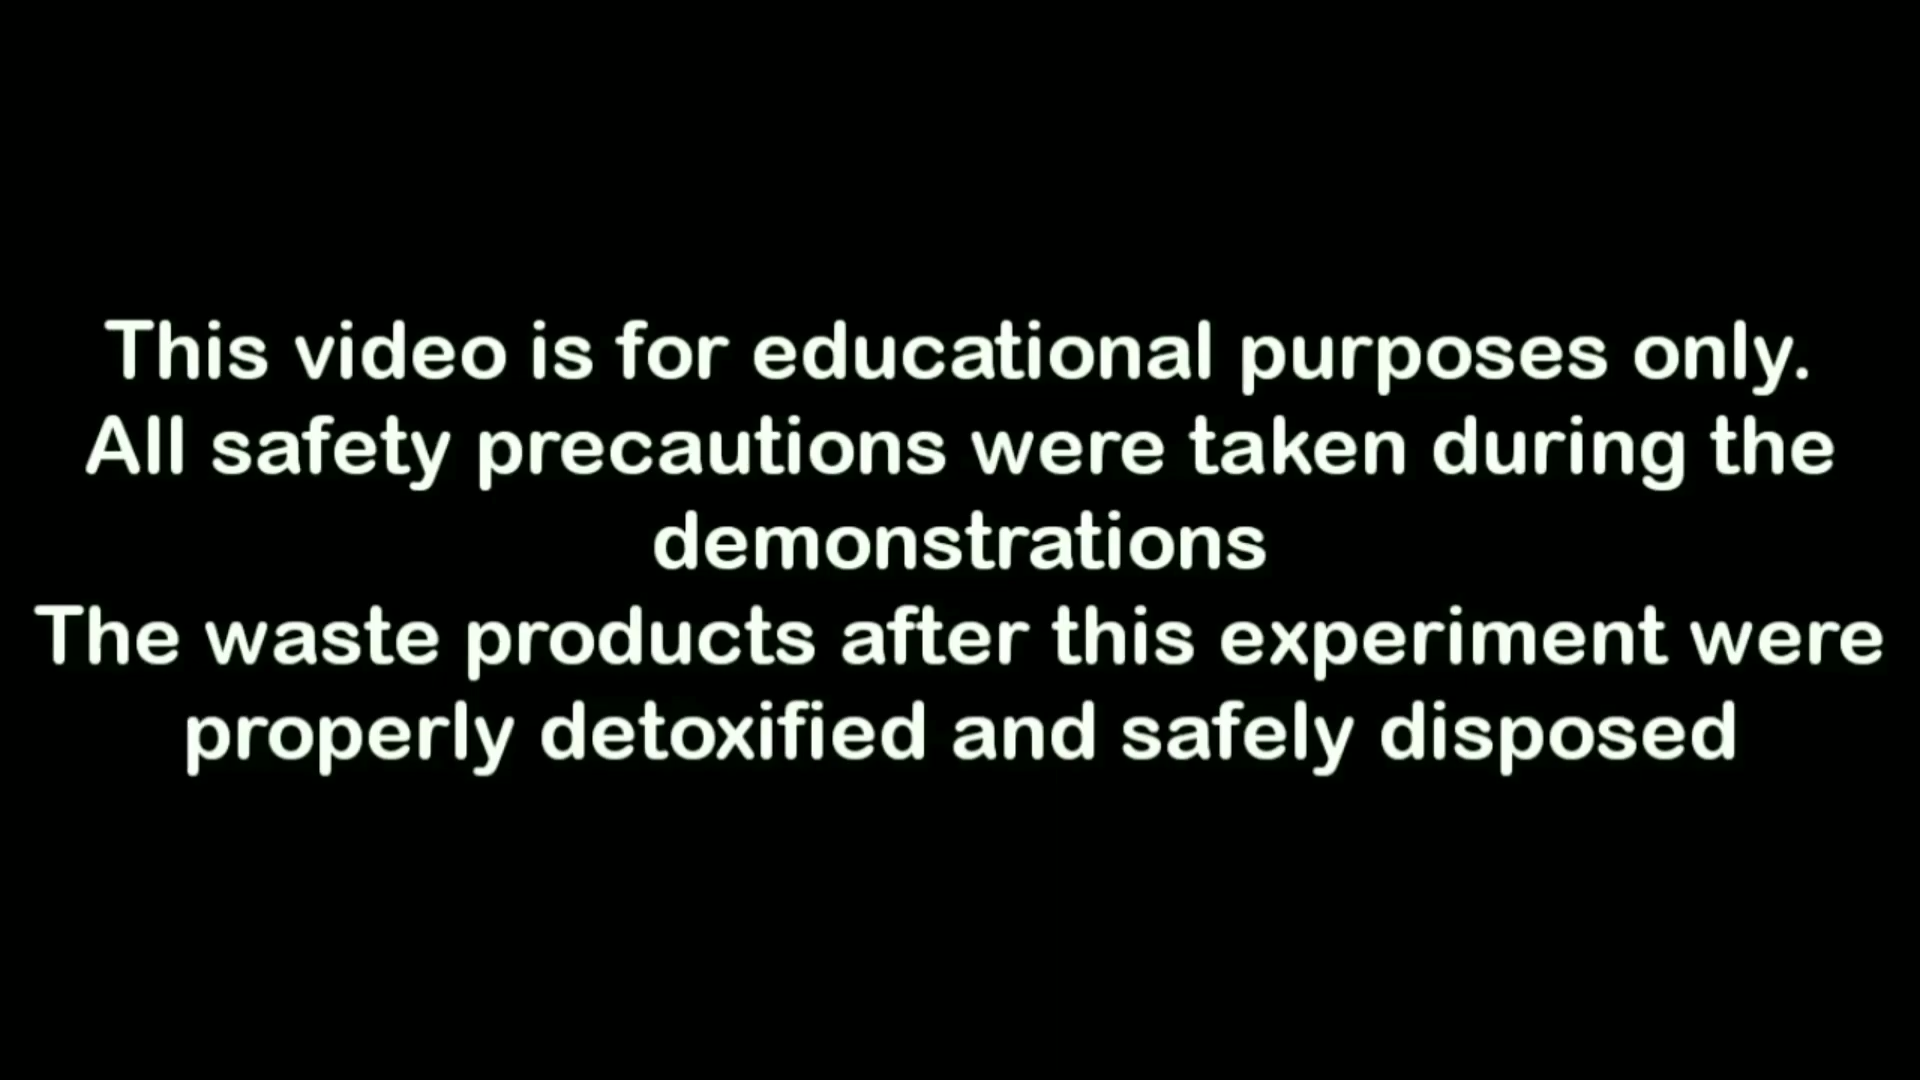 This video is for educational purposes only.
All safety precautions were taken during the
demonstrations
The waste products after this experiment were
properly detoxified and safely disposed